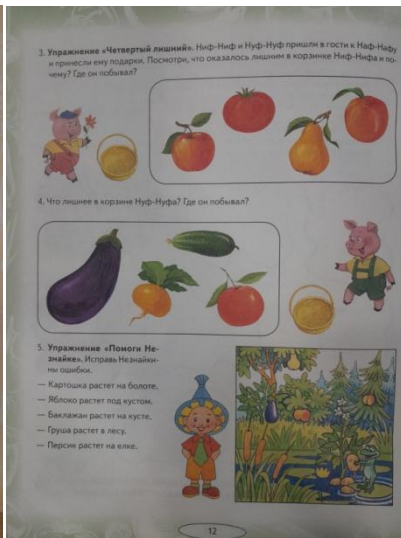 3. Упражнение «Четвертый лишний». Ниф-Ниф и Нуф-Нуф пришли в гости к Наф-Нафу
и принесли ему подарки. Посмотри, что оказалось лишним в корзинке Ниф-Нифа и по-
чему? Где он побывал?
4. Что лишнее в корзине Нуф-Нуфа? Где он побывал?
5. Упражнение «Помоги Не-
знайке». Исправь Незнайки-
ны ошибки.
— Картошка растет на болоте.
— Яблоко растет под кустом.
— Баклажан растет на кусте.
— Груша растет в лесу.
— Персик растет на елке.
12